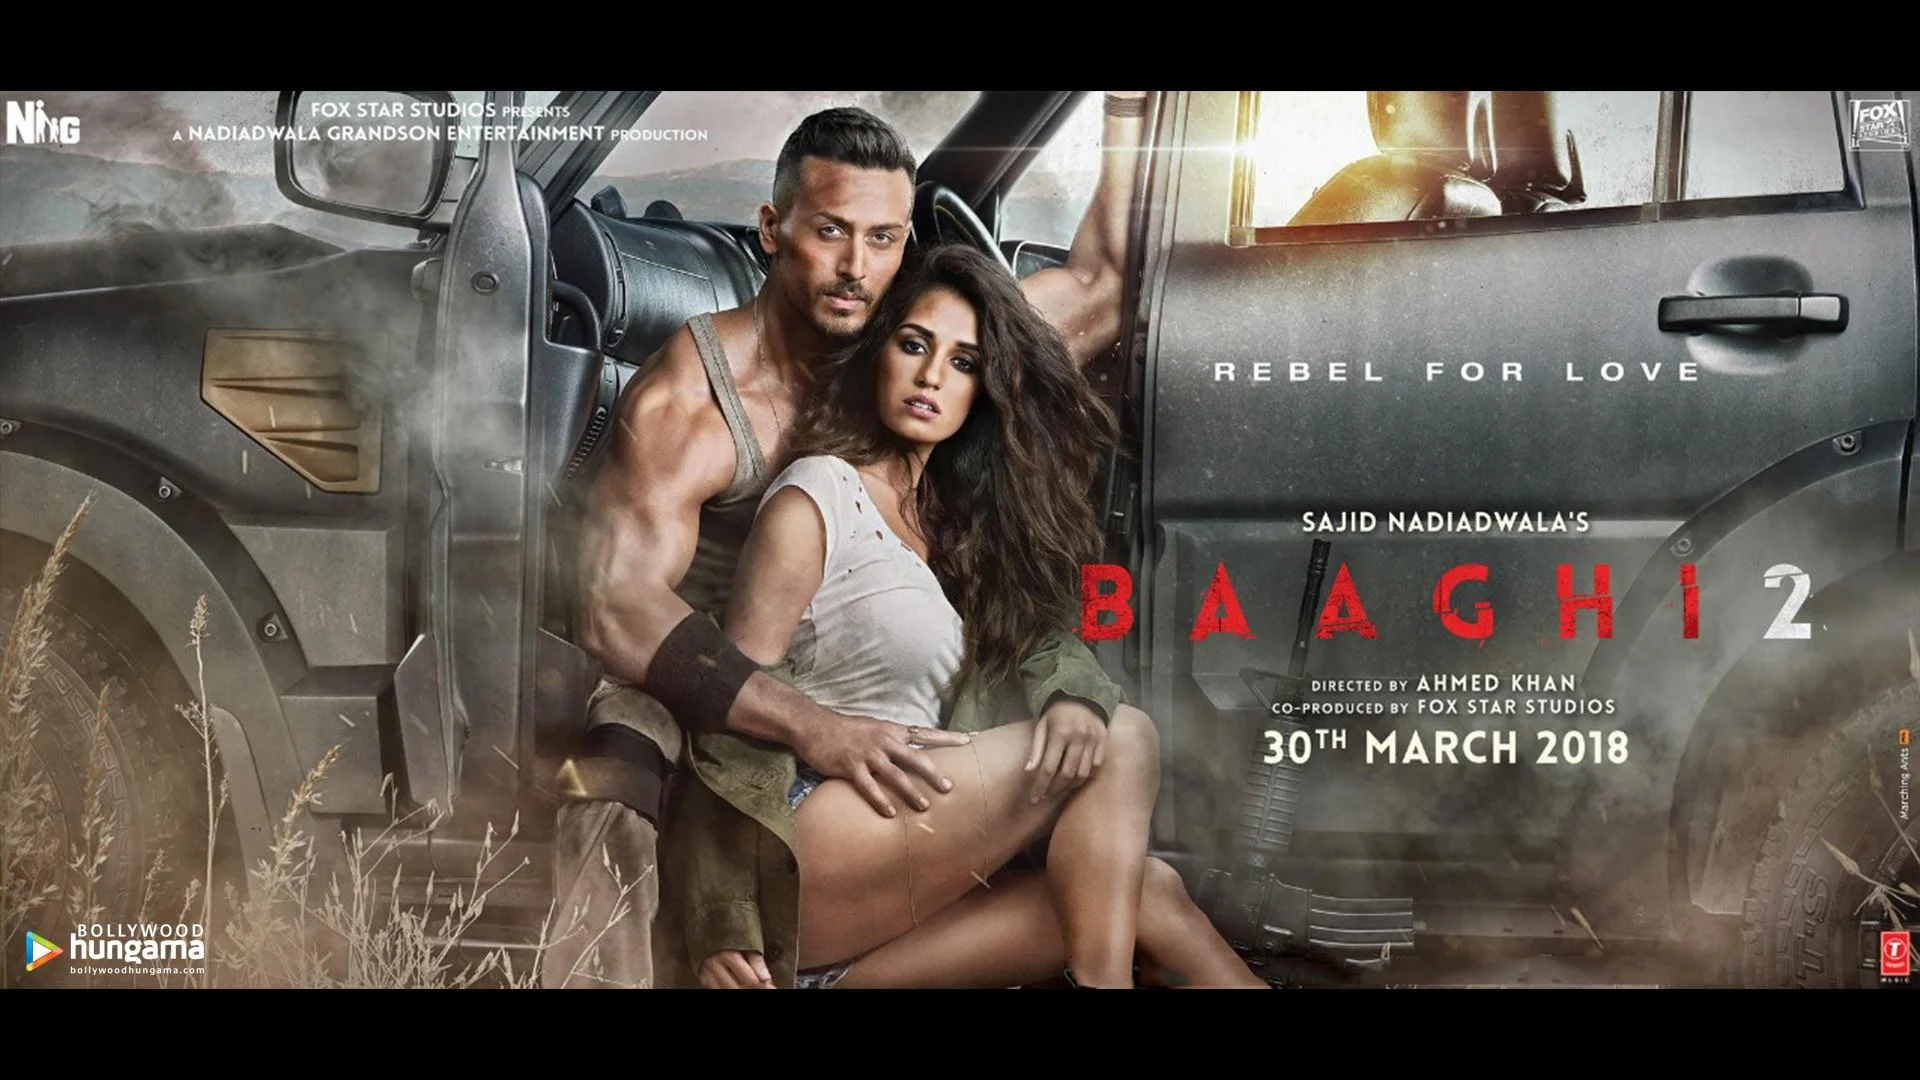 NG
FOX STAR STUDIOS PRESENTS
A NADIADWALA GRANDSON ENTERTAINMENT PRODUCTION
FOX
STAR
STUDIOS
REBEL FOR LOVE
SAJID NADIADWALA'S
BAAGHI 2
DIRECTED BY AHMED KHAN
CO-PRODUCED BY FOX STAR STUDIOS
30TH MARCH 2018
Marching Ants
BOLLYWOOD
hungama
bollywoodhungama.com
T
SERIES
MUSIC